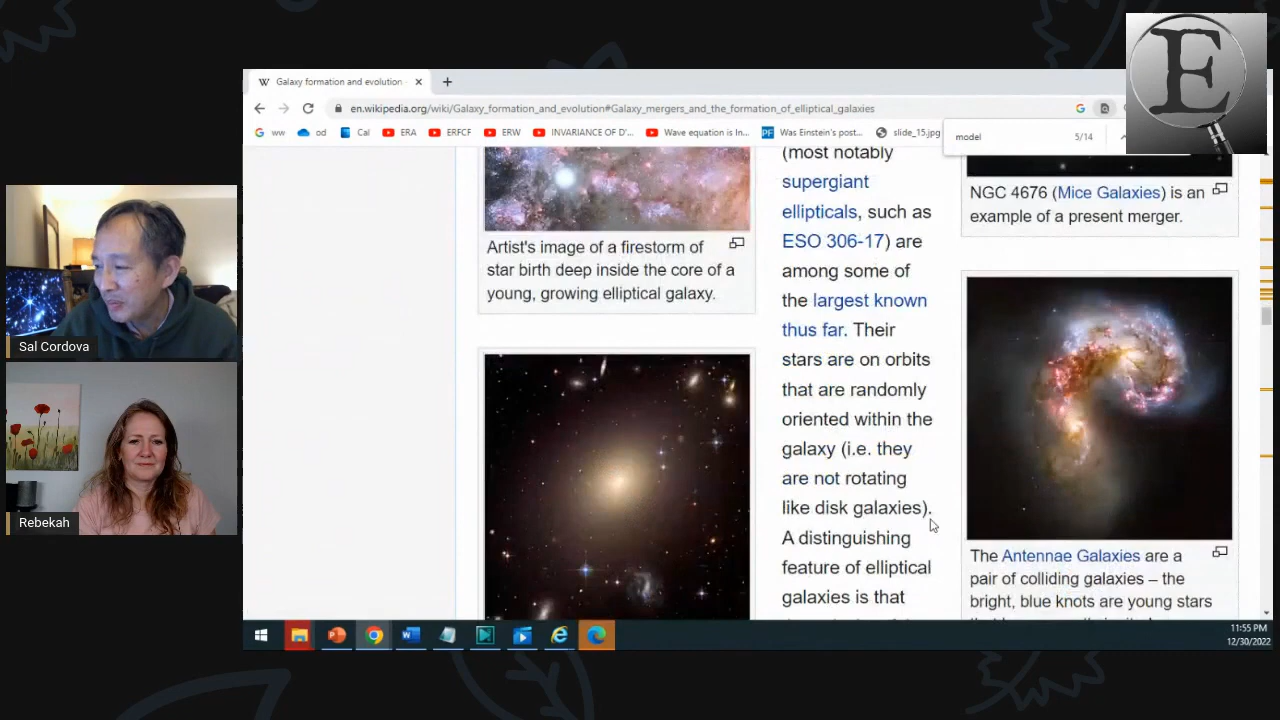 E
Galaxy formation and evolution
en.wikipedia.org/wiki/Galaxy_formation_and_evolution#Galaxy_mergers_and_the_formation_of_elliptical_galaxies
ww
od
Cal
ERA
ERFCF
ERW
INVARIANCE OF D'...
Wave equation is In...
Was Einstein's post...
slide_15.jpg
model
5/14
Artist's image of a firestorm of
star birth deep inside the core of a
young, growing elliptical galaxy.
(most notably
supergiant
ellipticals, such as
ESO 306-17) are
among some of
the largest known
thus far. Their
stars are on orbits
that are randomly
oriented within the
galaxy (i.e. they
are not rotating
like disk galaxies).
A distinguishing
feature of elliptical
galaxies is that
NGC 4676 (Mice Galaxies) is an
example of a present merger.
The Antennae Galaxies are a
pair of colliding galaxies – the
bright, blue knots are young stars
Sal Cordova
Rebekah
11:55 PM
12/30/2022